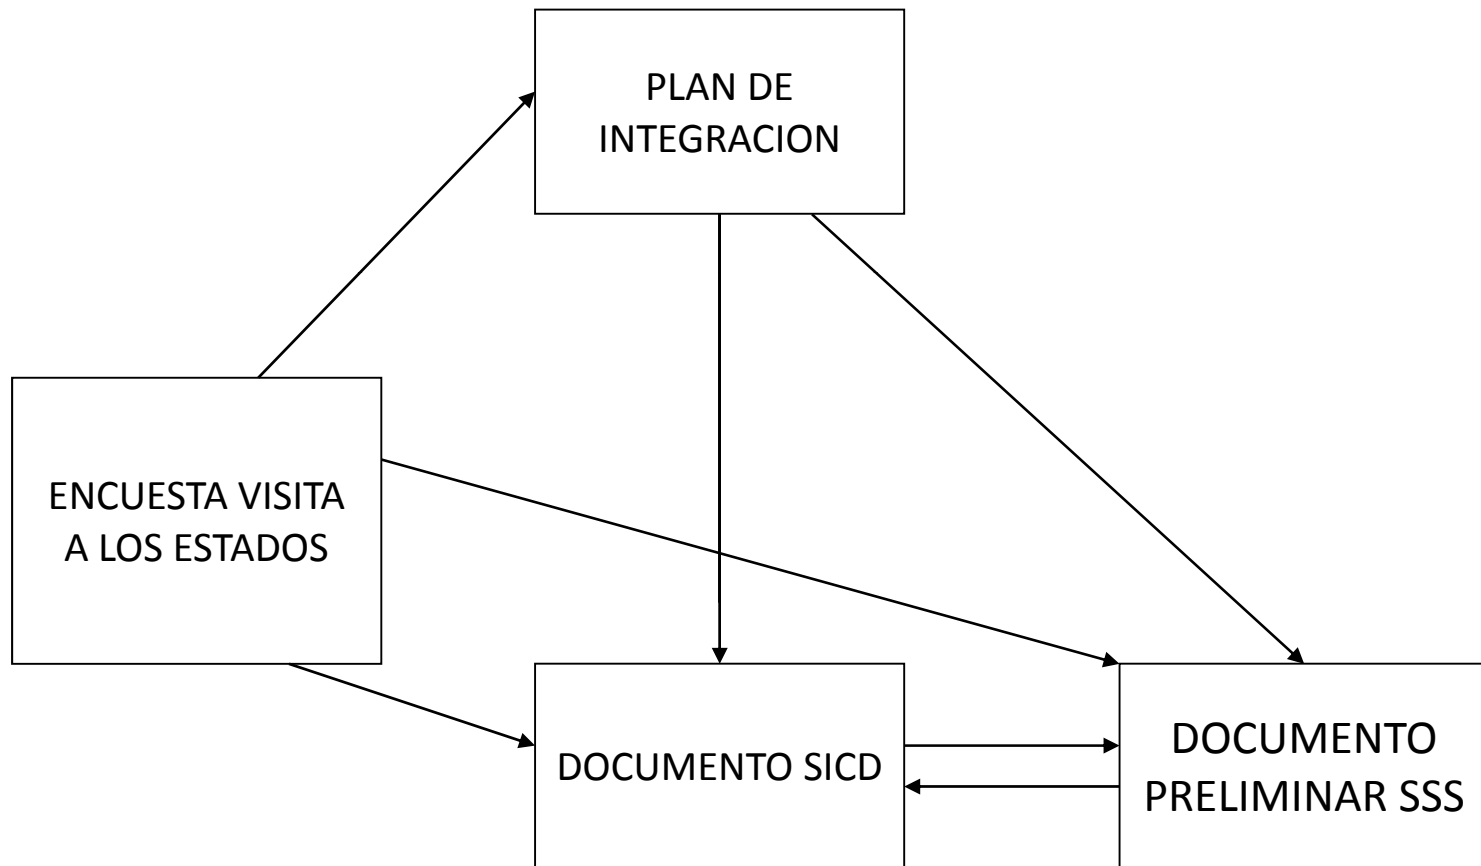 PLAN DE
INTEGRACION
ENCUESTA VISITA
A LOS ESTADOS
DOCUMENTO SICD
DOCUMENTO
PRELIMINAR SSS